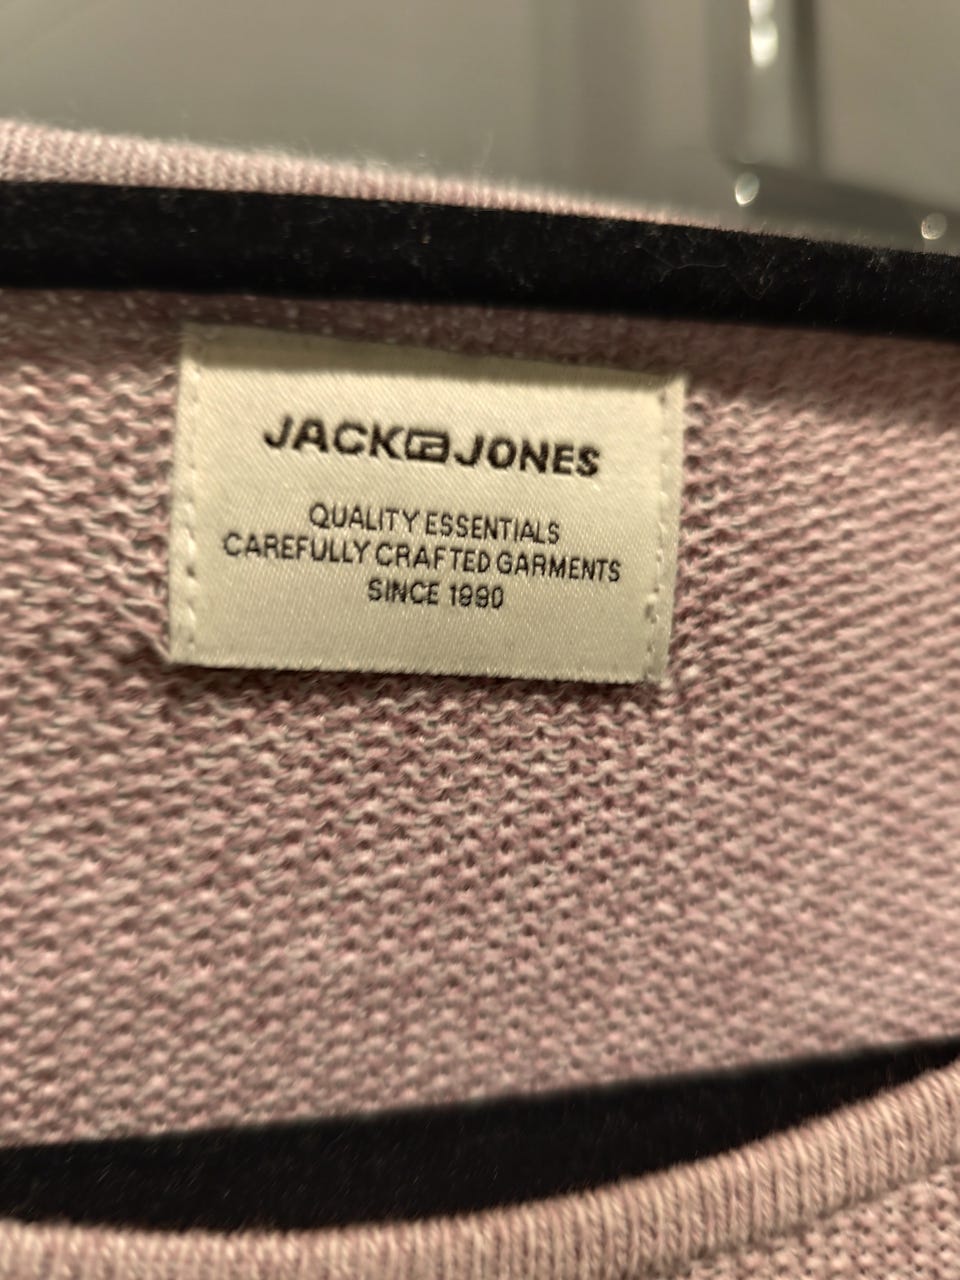 JACK&JONES
QUALITY ESSENTIALS
CAREFULLY CRAFTED GARMENTS
SINCE 1990